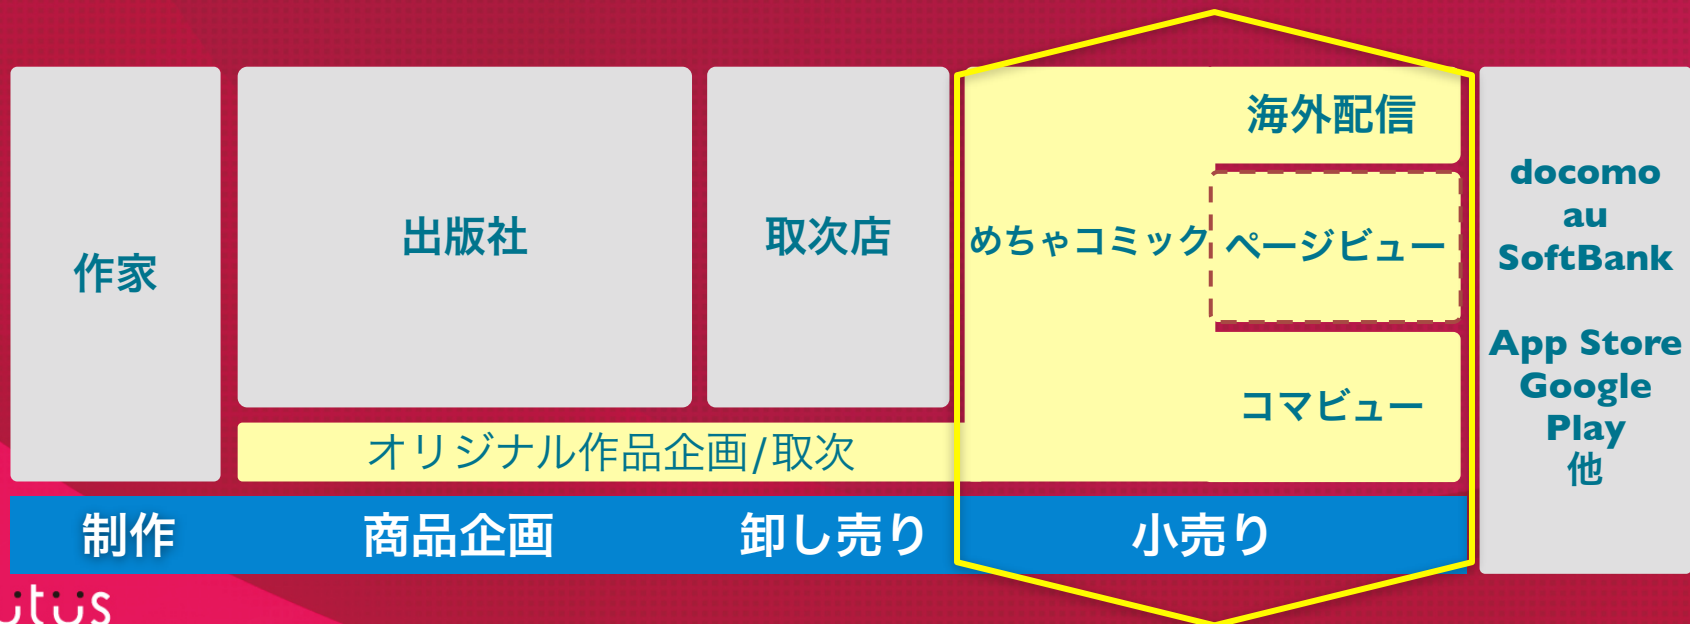 作家
出版社
取次店
めちゃコミック
海外配信
ページビュー
コマビュー
オリジナル作品企画/取次
docomo
au
SoftBank
App Store
Google
Play
他
制作
商品企画
卸し売り
小売り